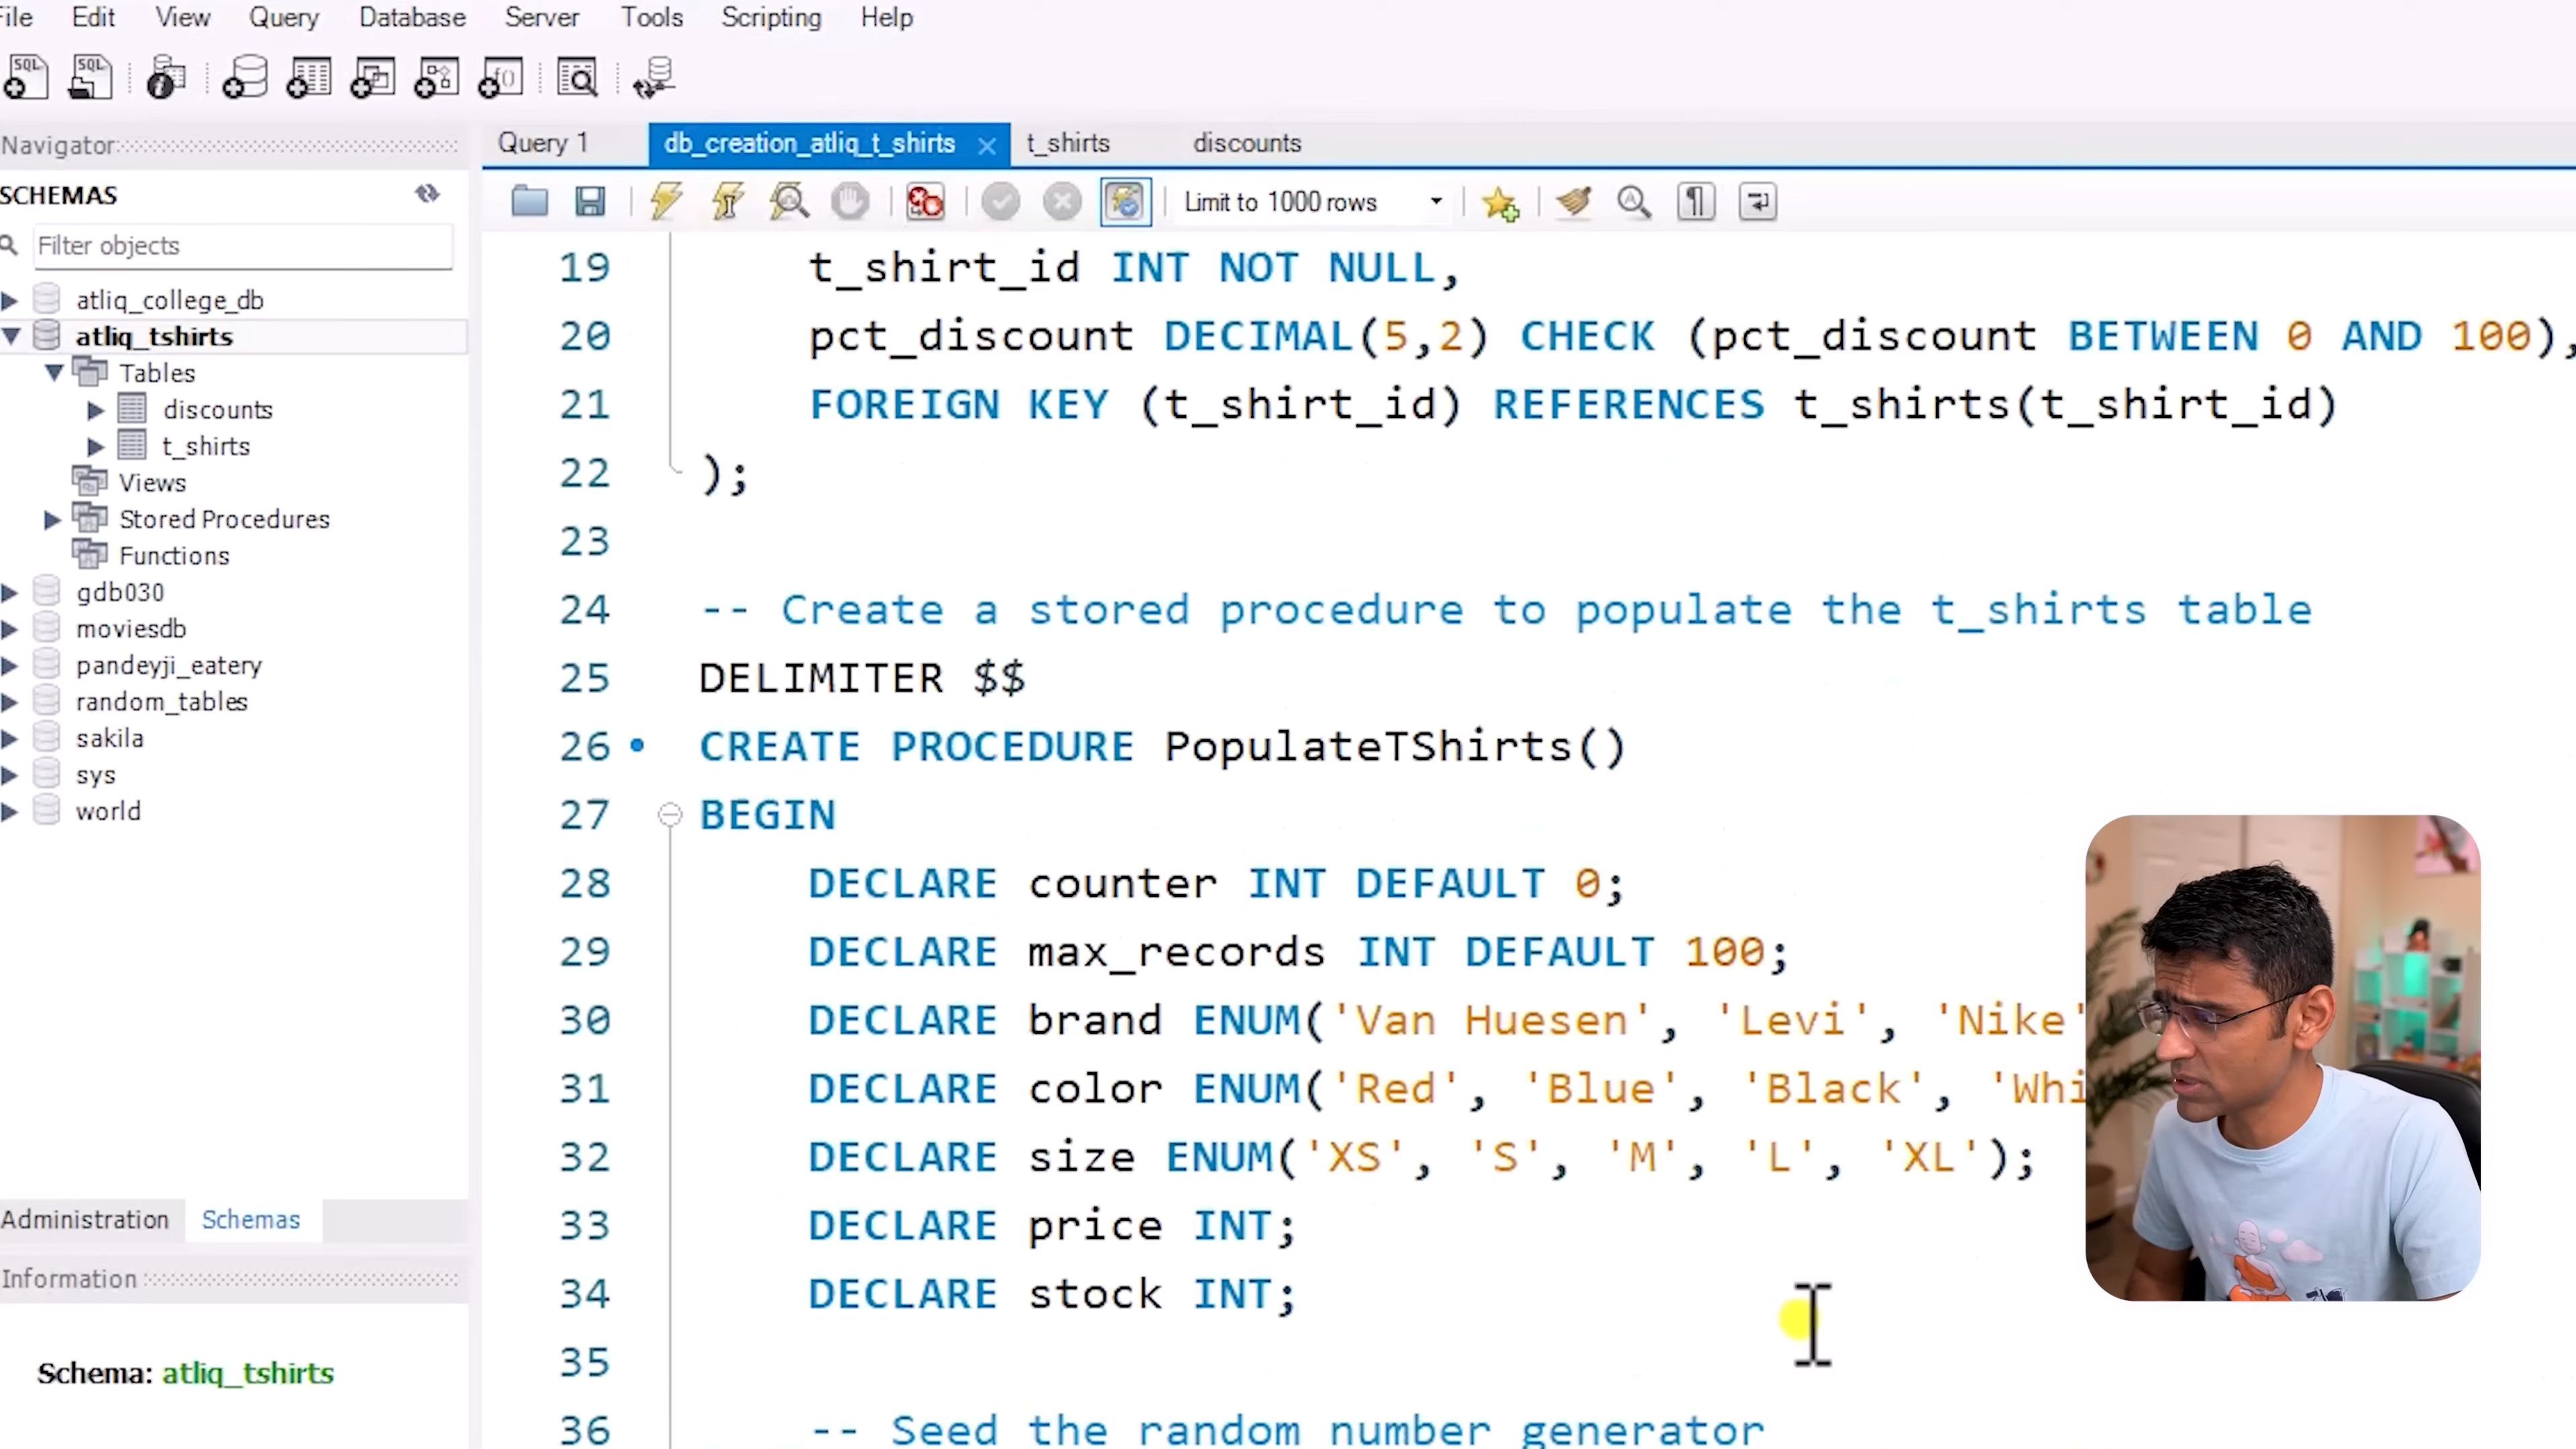 File Edit View Query Database Server Tools Scripting Help
SQL SQL
Navigator
SCHEMAS
Filter objects
atliq_college_db
atliq_tshirts
Tables
discounts
t_shirts
Views
Stored Procedures
Functions
gdb030
moviesdb
pandeyji_eatery
random_tables
sakila
sys
world
Administration Schemas
Information
Schema: atliq_tshirts
Query 1 db_creation_atliq_t_shirts t_shirts discounts
Limit to 1000 rows
19 t_shirt_id INT NOT NULL,
20 pct_discount DECIMAL(5,2) CHECK (pct_discount BETWEEN 0 AND 100),
21 FOREIGN KEY (t_shirt_id) REFERENCES t_shirts(t_shirt_id)
22 );
23
24 -- Create a stored procedure to populate the t_shirts table
25 DELIMITER $$
26 CREATE PROCEDURE PopulateTShirts()
27 BEGIN
28 DECLARE counter INT DEFAULT 0;
29 DECLARE max_records INT DEFAULT 100;
30 DECLARE brand ENUM('Van Huesen', 'Levi', 'Nike'
31 DECLARE color ENUM('Red', 'Blue', 'Black', 'Whi
32 DECLARE size ENUM('XS', 'S', 'M', 'L', 'XL');
33 DECLARE price INT;
34 DECLARE stock INT;
35
36 -- Seed the random number generator